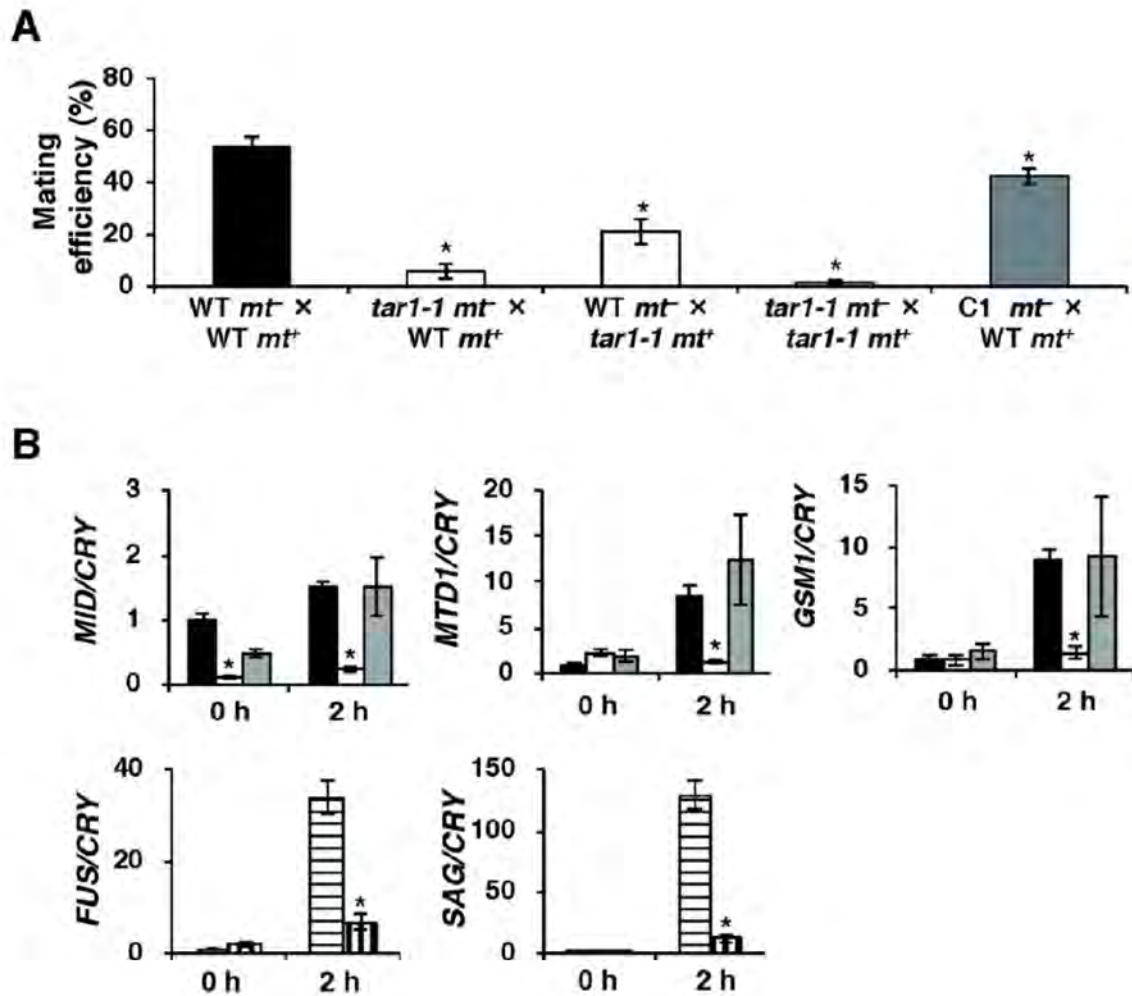 A
Mating
efficiency (%)
80
60
40
20
0
*
*
*
*
WT mt⁻ ×
WT mt⁺
tar1-1 mt⁻ ×
WT mt⁺
WT mt⁻ ×
tar1-1 mt⁺
tar1-1 mt⁻ ×
tar1-1 mt⁺
C1 mt⁻ ×
WT mt⁺
B
MID/CRY
3
2
1
0
*
*
0 h
2 h
MTD1/CRY
20
15
10
5
0
*
0 h
2 h
GSM1/CRY
15
10
5
0
*
0 h
2 h
FUS/CRY
40
20
0
*
0 h
2 h
SAG/CRY
150
100
50
0
*
0 h
2 h